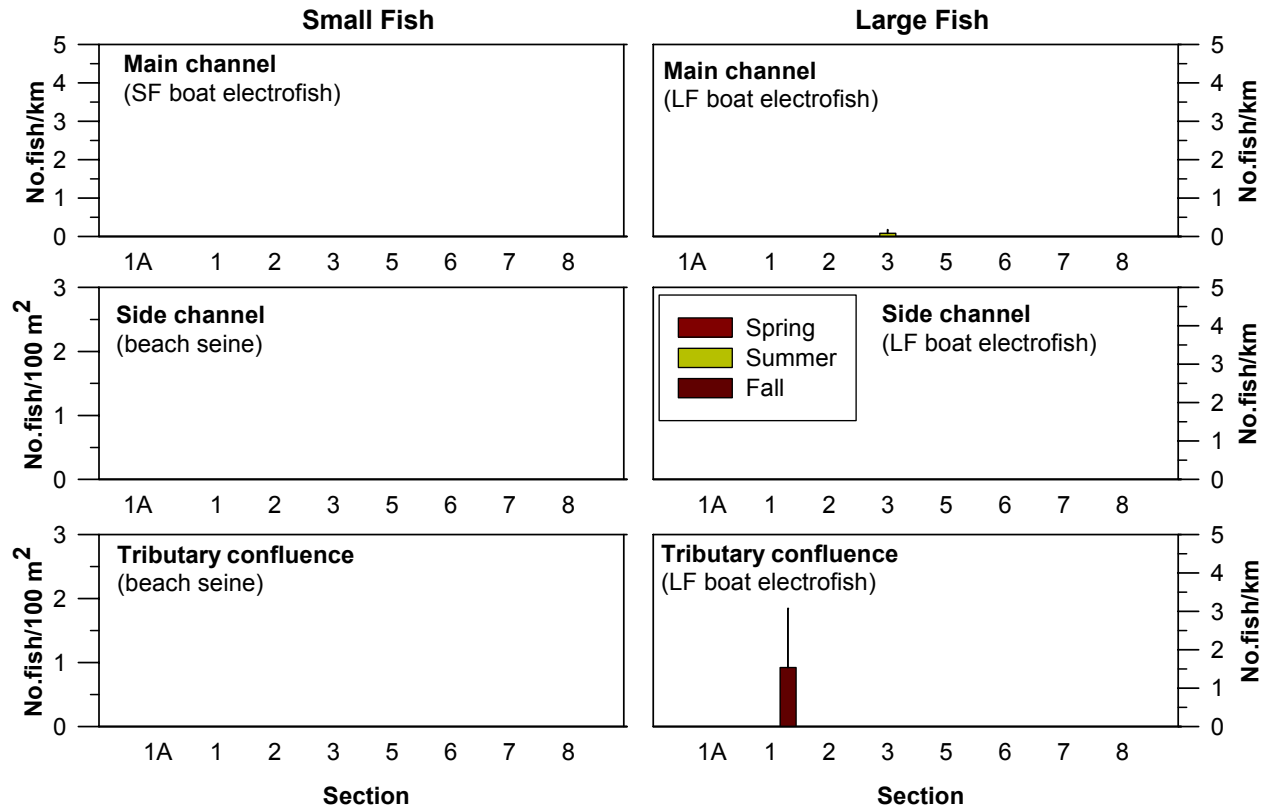 Small Fish
Large Fish
No.fish/km
5
4
3
2
1
0
Main channel
(SF boat electrofish)
1A 1 2 3 5 6 7 8
Main channel
(LF boat electrofish)
5
4
3
2
1
0
No.fish/km
1A 1 2 3 5 6 7 8
No.fish/100 m²
3
2
1
0
Side channel
(beach seine)
1A 1 2 3 5 6 7 8
Spring
Summer
Fall
Side channel
(LF boat electrofish)
5
4
3
2
1
0
No.fish/km
1A 1 2 3 5 6 7 8
No.fish/100 m²
3
2
1
0
Tributary confluence
(beach seine)
1A 1 2 3 5 6 7 8
Section
Tributary confluence
(LF boat electrofish)
5
4
3
2
1
0
No.fish/km
1A 1 2 3 5 6 7 8
Section